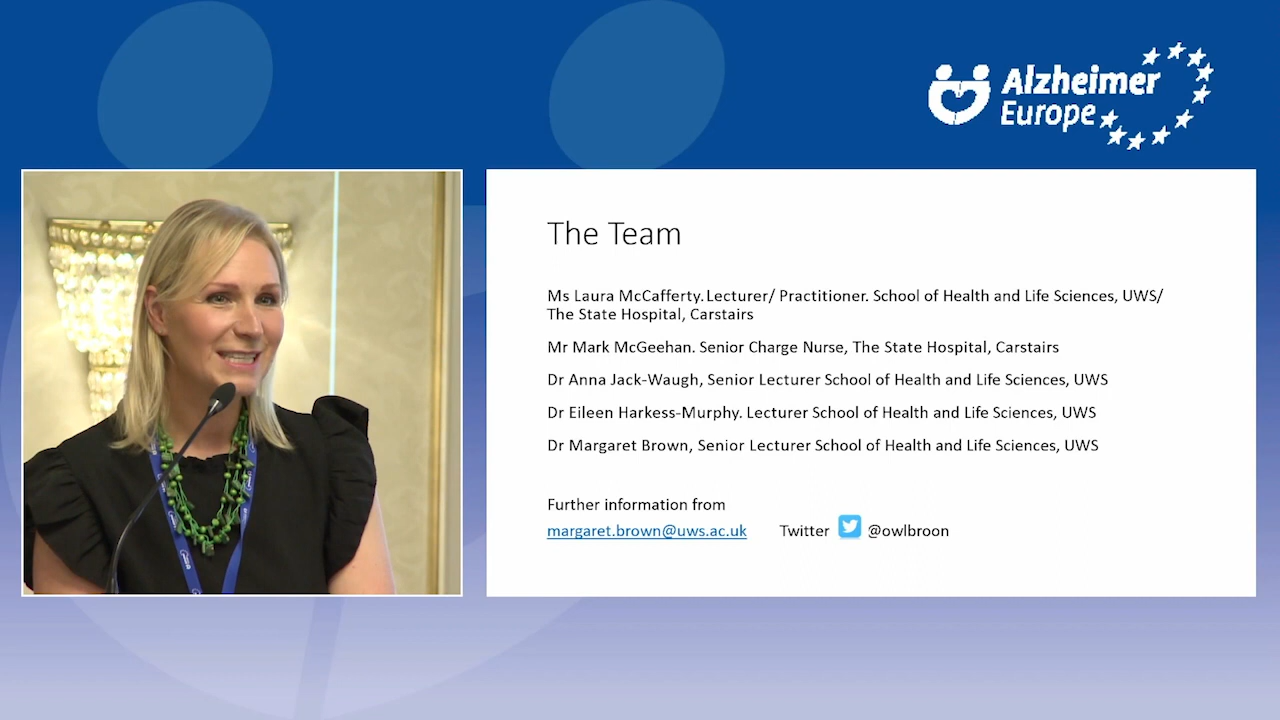 Alzheimer
Europe
The Team
Ms Laura McCafferty. Lecturer/ Practitioner. School of Health and Life Sciences, UWS/
The State Hospital, Carstairs
Mr Mark McGeehan. Senior Charge Nurse, The State Hospital, Carstairs
Dr Anna Jack-Waugh, Senior Lecturer School of Health and Life Sciences, UWS
Dr Eileen Harkess-Murphy. Lecturer School of Health and Life Sciences, UWS
Dr Margaret Brown, Senior Lecturer School of Health and Life Sciences, UWS
Further information from
margaret.brown@uws.ac.uk Twitter @owlbroon